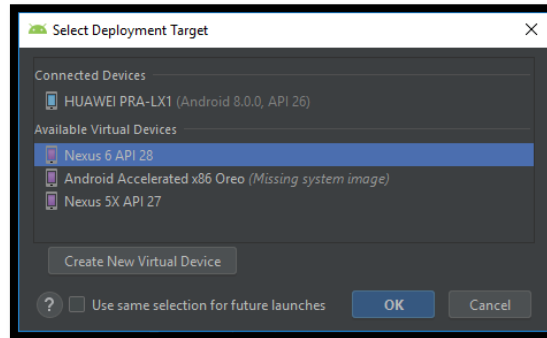 Select Deployment Target
Connected Devices
HUAWEI PRA-LX1 (Android 8.0.0, API 26)
Available Virtual Devices
Nexus 6 API 28
Android Accelerated x86 Oreo (Missing system image)
Nexus 5X API 27
Create New Virtual Device
? Use same selection for future launches OK Cancel